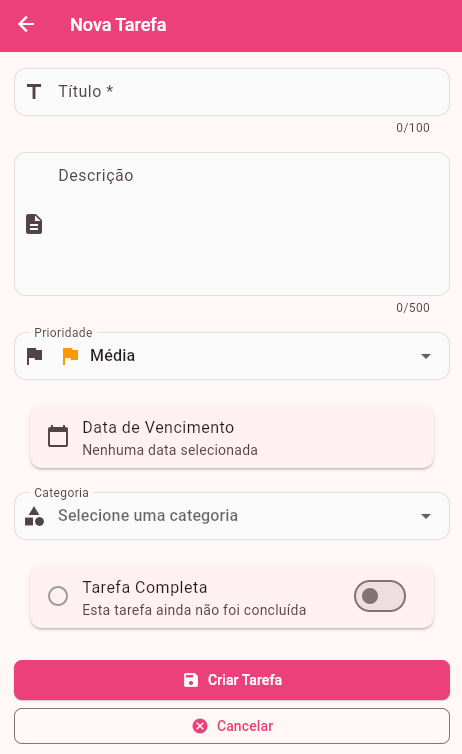 Nova Tarefa
Título *
0/100
Descrição
0/500
Prioridade
Média
Data de Vencimento
Nenhuma data selecionada
Categoria
Selecione uma categoria
Tarefa Completa
Esta tarefa ainda não foi concluída
Criar Tarefa
Cancelar